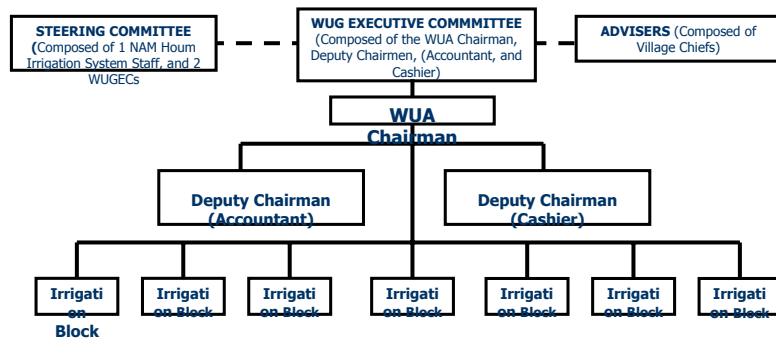 STEERING COMMITTEE
(Composed of 1 NAM Houm
Irrigation System Staff, and 2
WUGECs
WUG EXECUTIVE COMMMITTEE
(Composed of the WUA Chairman,
Deputy Chairmen, (Accountant, and
Cashier)
ADVISERS (Composed of
Village Chiefs)
WUA
Chairman
Deputy Chairman
(Accountant)
Deputy Chairman
(Cashier)
Irrigati
on
Block
Irrigati
on Block
Irrigati
on Block
Irrigati
on Block
Irrigati
on Block
Irrigati
on Block
Irrigati
on Block